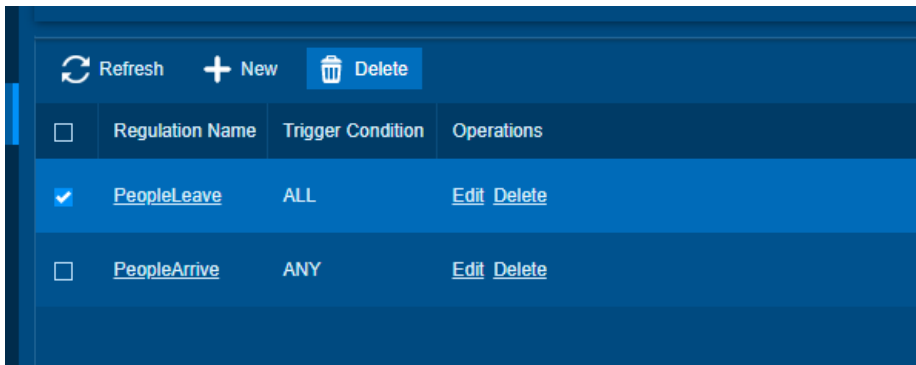 Refresh New Delete
Regulation Name Trigger Condition Operations
PeopleLeave ALL Edit Delete
PeopleArrive ANY Edit Delete